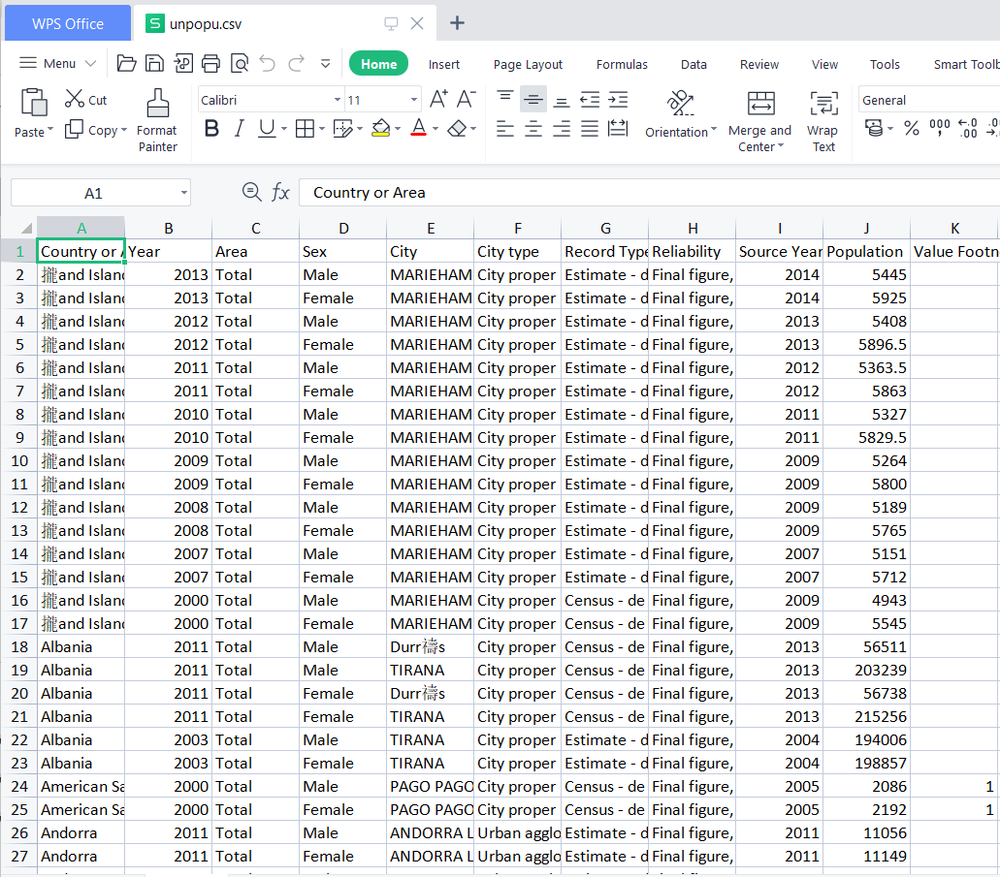 WPS Office
S unpopu.csv
Menu
Home Insert Page Layout Formulas Data Review View Tools Smart Toolb
Cut
Paste Copy Format Painter
Calibri 11
B I U A
Orientation Merge and Center Wrap Text
General
% 000 .00
A1 fx Country or Area
A B C D E F G H I J K
1 Country or A Year Area Sex City City type Record Type Reliability Source Year Population Value Footn
2 攏and Island 2013 Total Male MARIEHAM City proper Estimate - d Final figure, 2014 5445
3 攏and Island 2013 Total Female MARIEHAM City proper Estimate - d Final figure, 2014 5925
4 攏and Island 2012 Total Male MARIEHAM City proper Estimate - d Final figure, 2013 5408
5 攏and Island 2012 Total Female MARIEHAM City proper Estimate - d Final figure, 2013 5896.5
6 攏and Island 2011 Total Male MARIEHAM City proper Estimate - d Final figure, 2012 5363.5
7 攏and Island 2011 Total Female MARIEHAM City proper Estimate - d Final figure, 2012 5863
8 攏and Island 2010 Total Male MARIEHAM City proper Estimate - d Final figure, 2011 5327
9 攏and Island 2010 Total Female MARIEHAM City proper Estimate - d Final figure, 2011 5829.5
10 攏and Island 2009 Total Male MARIEHAM City proper Estimate - d Final figure, 2009 5264
11 攏and Island 2009 Total Female MARIEHAM City proper Estimate - d Final figure, 2009 5800
12 攏and Island 2008 Total Male MARIEHAM City proper Estimate - d Final figure, 2009 5189
13 攏and Island 2008 Total Female MARIEHAM City proper Estimate - d Final figure, 2009 5765
14 攏and Island 2007 Total Male MARIEHAM City proper Estimate - d Final figure, 2007 5151
15 攏and Island 2007 Total Female MARIEHAM City proper Estimate - d Final figure, 2007 5712
16 攏and Island 2000 Total Male MARIEHAM City proper Census - de Final figure, 2009 4943
17 攏and Island 2000 Total Female MARIEHAM City proper Census - de Final figure, 2009 5545
18 Albania 2011 Total Male Durr禱s City proper Census - de Final figure, 2013 56511
19 Albania 2011 Total Male TIRANA City proper Census - de Final figure, 2013 203239
20 Albania 2011 Total Female Durr禱s City proper Census - de Final figure, 2013 56738
21 Albania 2011 Total Female TIRANA City proper Census - de Final figure, 2013 215256
22 Albania 2003 Total Male TIRANA City proper Estimate - d Final figure, 2004 194006
23 Albania 2003 Total Female TIRANA City proper Estimate - d Final figure, 2004 198857
24 American Sa 2000 Total Male PAGO PAGO City proper Census - de Final figure, 2005 2086 1
25 American Sa 2000 Total Female PAGO PAGO City proper Census - de Final figure, 2005 2192 1
26 Andorra 2011 Total Male ANDORRA L Urban agglo Estimate - d Final figure, 2011 11056
27 Andorra 2011 Total Female ANDORRA L Urban agglo Estimate - d Final figure, 2011 11149